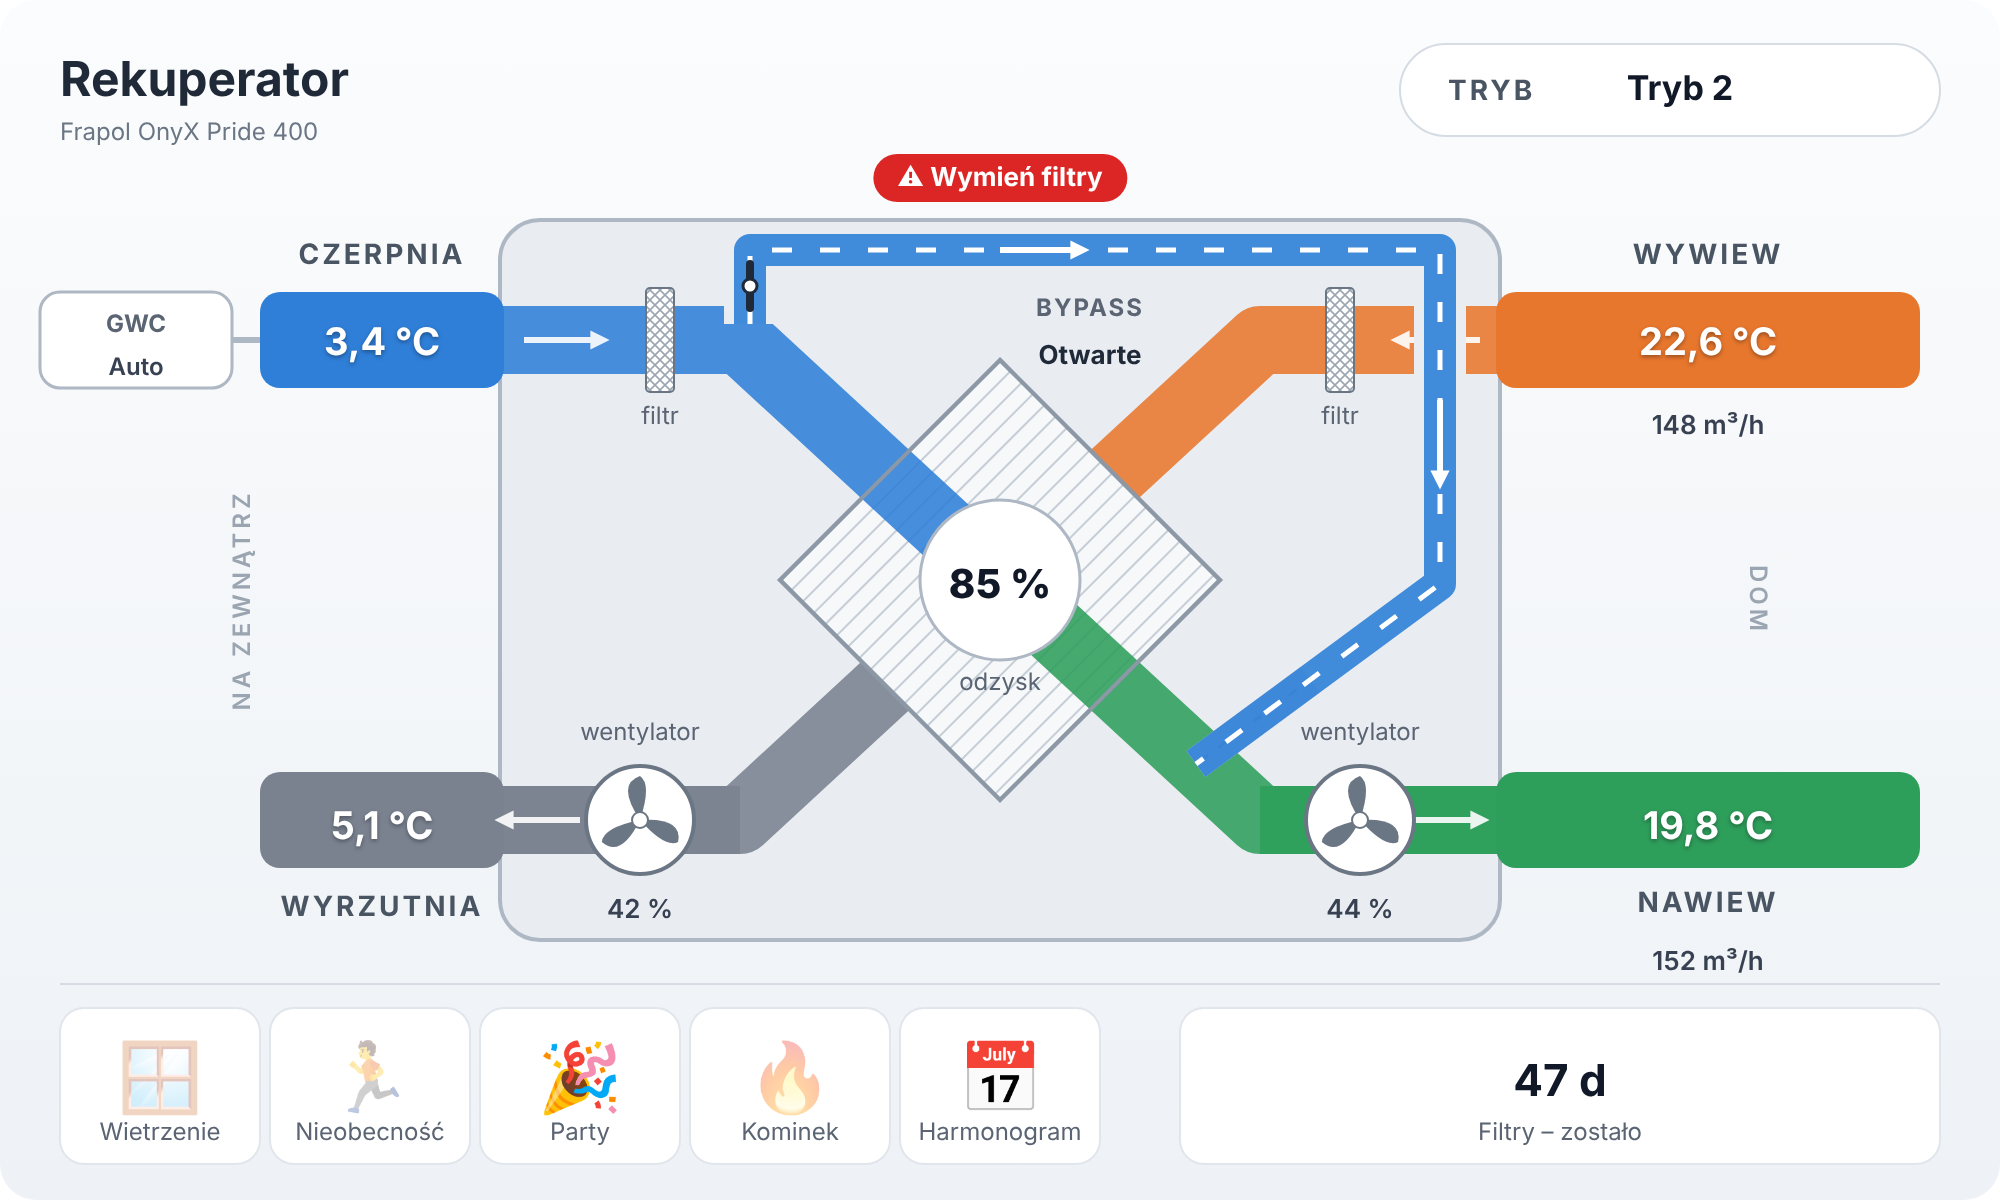 Rekuperator
Frapol OnyX Pride 400
TRYB Tryb 2
⚠ Wymień filtry
CZERPNIA
WYWIEW
GWC
Auto
3,4 °C
BYPASS
Otwarte
22,6 °C
filtr
filtr
148 m³/h
NA ZEWNĄTRZ
DOM
85 %
odzysk
wentylator
wentylator
5,1 °C
19,8 °C
WYRZUTNIA
42 %
44 %
NAWIEW
152 m³/h
July
17
Wietrzenie
Nieobecność
Party
Kominek
Harmonogram
47 d
Filtry – zostało